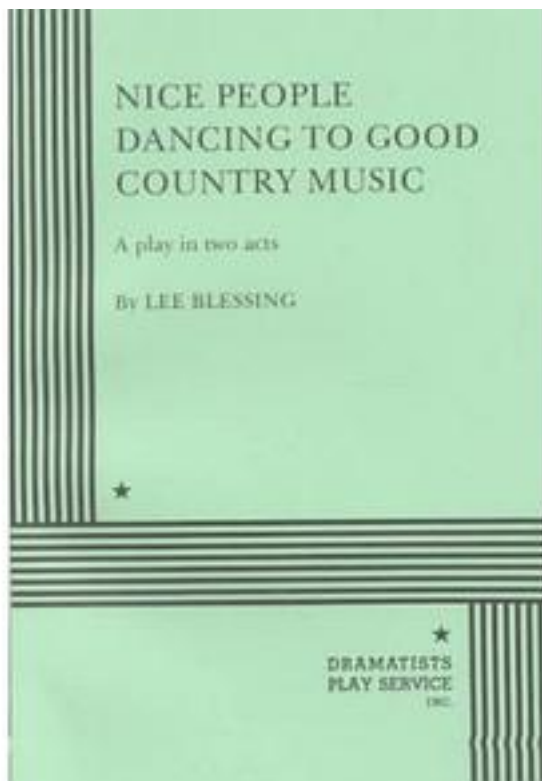 NICE PEOPLE
DANCING TO GOOD
COUNTRY MUSIC
A play in two acts
By LEE BLESSING
DRAMATISTS
PLAY SERVICE
INC.